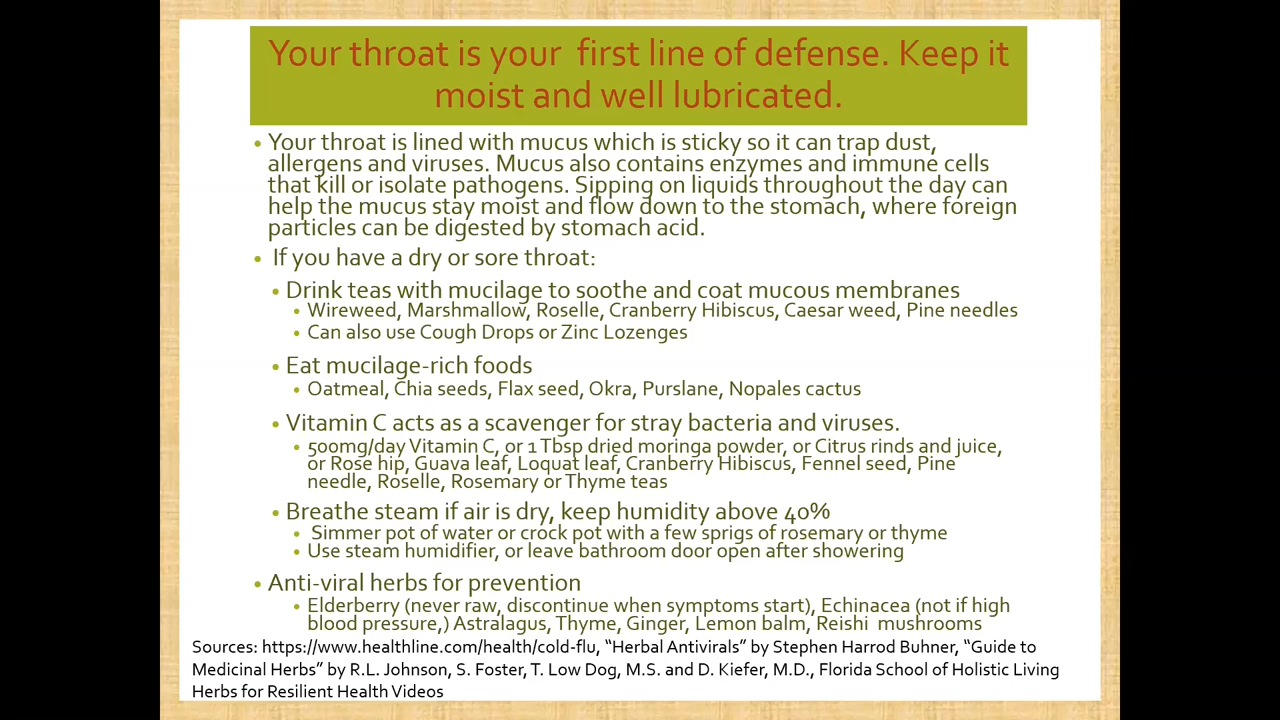 Your throat is your first line of defense. Keep it
moist and well lubricated.
• Your throat is lined with mucus which is sticky so it can trap dust,
allergens and viruses. Mucus also contains enzymes and immune cells
that kill or isolate pathogens. Sipping on liquids throughout the day can
help the mucus stay moist and flow down to the stomach, where foreign
particles can be digested by stomach acid.
• If you have a dry or sore throat:
• Drink teas with mucilage to soothe and coat mucous membranes
• Wireweed, Marshmallow, Roselle, Cranberry Hibiscus, Caesar weed, Pine needles
• Can also use Cough Drops or Zinc Lozenges
• Eat mucilage-rich foods
• Oatmeal, Chia seeds, Flax seed, Okra, Purslane, Nopales cactus
• Vitamin C acts as a scavenger for stray bacteria and viruses.
• 500mg/day Vitamin C, or 1 Tbsp dried moringa powder, or Citrus rinds and juice,
or Rose hip, Guava leaf, Loquat leaf, Cranberry Hibiscus, Fennel seed, Pine
needle, Roselle, Rosemary or Thyme teas
• Breathe steam if air is dry, keep humidity above 40%
• Simmer pot of water or crock pot with a few sprigs of rosemary or thyme
• Use steam humidifier, or leave bathroom door open after showering
• Anti-viral herbs for prevention
• Elderberry (never raw, discontinue when symptoms start), Echinacea (not if high
blood pressure,) Astralagus, Thyme, Ginger, Lemon balm, Reishi mushrooms
Sources: https://www.healthline.com/health/cold-flu, “Herbal Antivirals” by Stephen Harrod Buhner, “Guide to
Medicinal Herbs” by R.L. Johnson, S. Foster, T. Low Dog, M.S. and D. Kiefer, M.D., Florida School of Holistic Living
Herbs for Resilient Health Videos